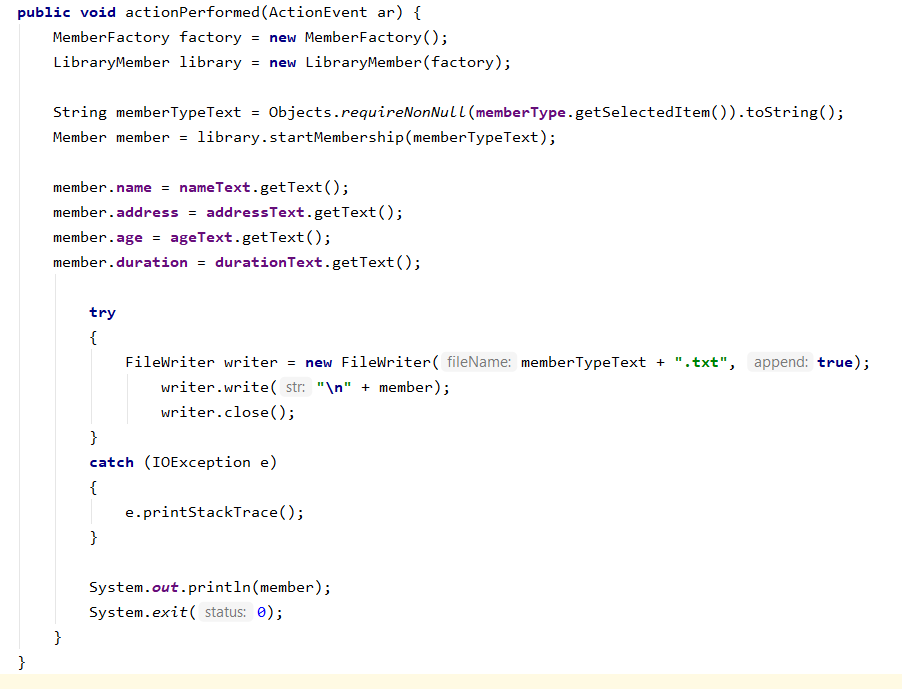 public void actionPerformed(ActionEvent ar) {
    MemberFactory factory = new MemberFactory();
    LibraryMember library = new LibraryMember(factory);

    String memberTypeText = Objects.requireNonNull(memberType.getSelectedItem()).toString();
    Member member = library.startMembership(memberTypeText);

    member.name = nameText.getText();
    member.address = addressText.getText();
    member.age = ageText.getText();
    member.duration = durationText.getText();

        try
        {
            FileWriter writer = new FileWriter( fileName: memberTypeText + ".txt", append: true);
                writer.write( str: "\n" + member);
                writer.close();
        }
        catch (IOException e)
        {
            e.printStackTrace();
        }

        System.out.println(member);
        System.exit( status: 0);
    }
}